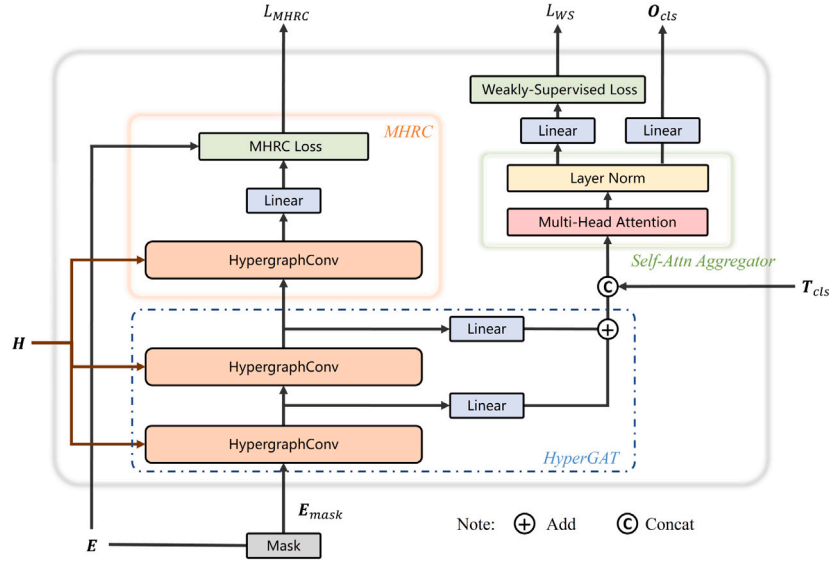 L_MHRC
L_WS
O_cls
Weakly-Supervised Loss
MHRC
Linear
Linear
MHRC Loss
Layer Norm
Linear
Multi-Head Attention
HypergraphConv
Self-Attn Aggregator
C
T_cls
H
Linear
+
HypergraphConv
Linear
HypergraphConv
HyperGAT
E_mask
E
Mask
Note: + Add C Concat